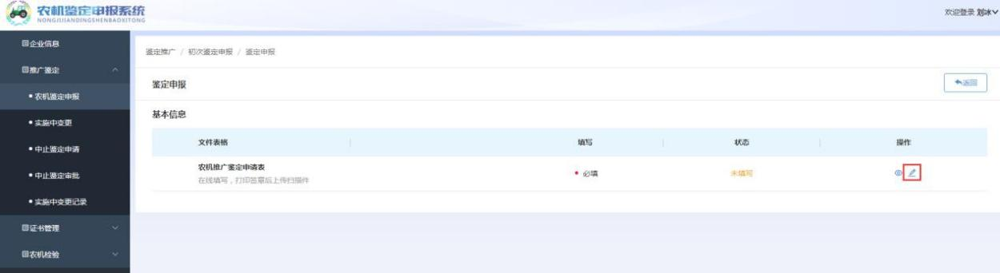 农机鉴定申报系统
NONGJIJIANDINGSHENBAOXITONG
欢迎登录 刘冰
企业信息
推广鉴定
农机鉴定申报
实施中变更
中止鉴定申请
中止鉴定审批
实施中变更记录
证书管理
农机检验
鉴定推广 / 初次鉴定申报 / 鉴定申报
鉴定申报
返回
基本信息
文件表格 填写 状态 操作
农机推广鉴定申请表
在线填写，打印签章后上传扫描件
必填 未填写